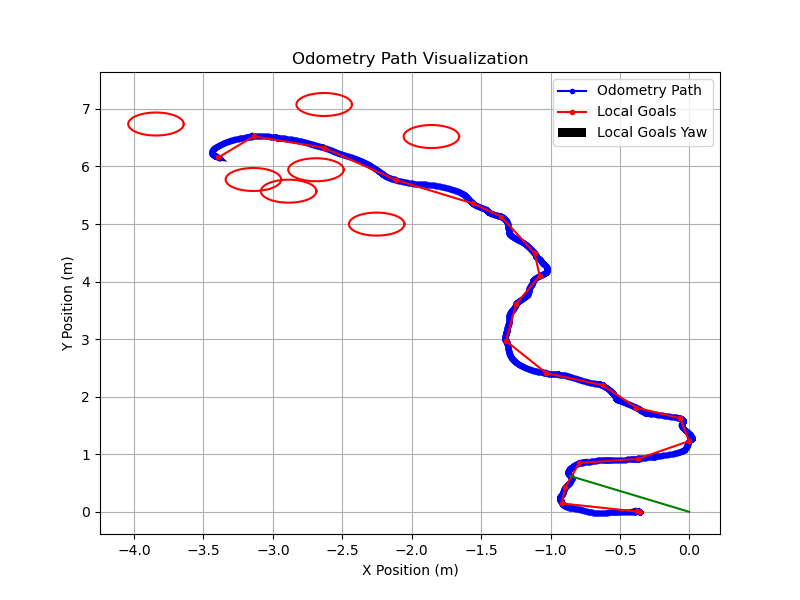 Odometry Path Visualization
Odometry Path
Local Goals
Local Goals Yaw
Y Position (m)
7
6
5
4
3
2
1
0
−4.0 −3.5 −3.0 −2.5 −2.0 −1.5 −1.0 −0.5 0.0
X Position (m)